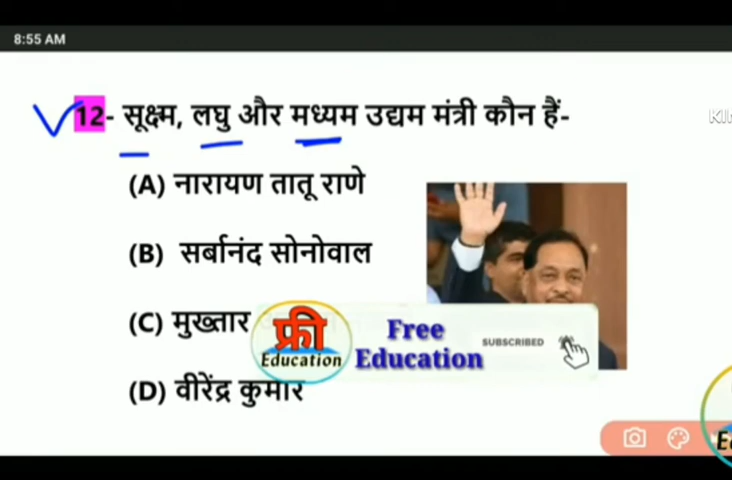 8:55 AM
12- सूक्ष्म, लघु और मध्यम उद्यम मंत्री कौन हैं-
(A) नारायण तातू राणे
(B) सर्बानंद सोनोवाल
(C) मुख्तार
फ्री
Education
Free
Education
SUBSCRIBED
(D) वीरेंद्र कुमार